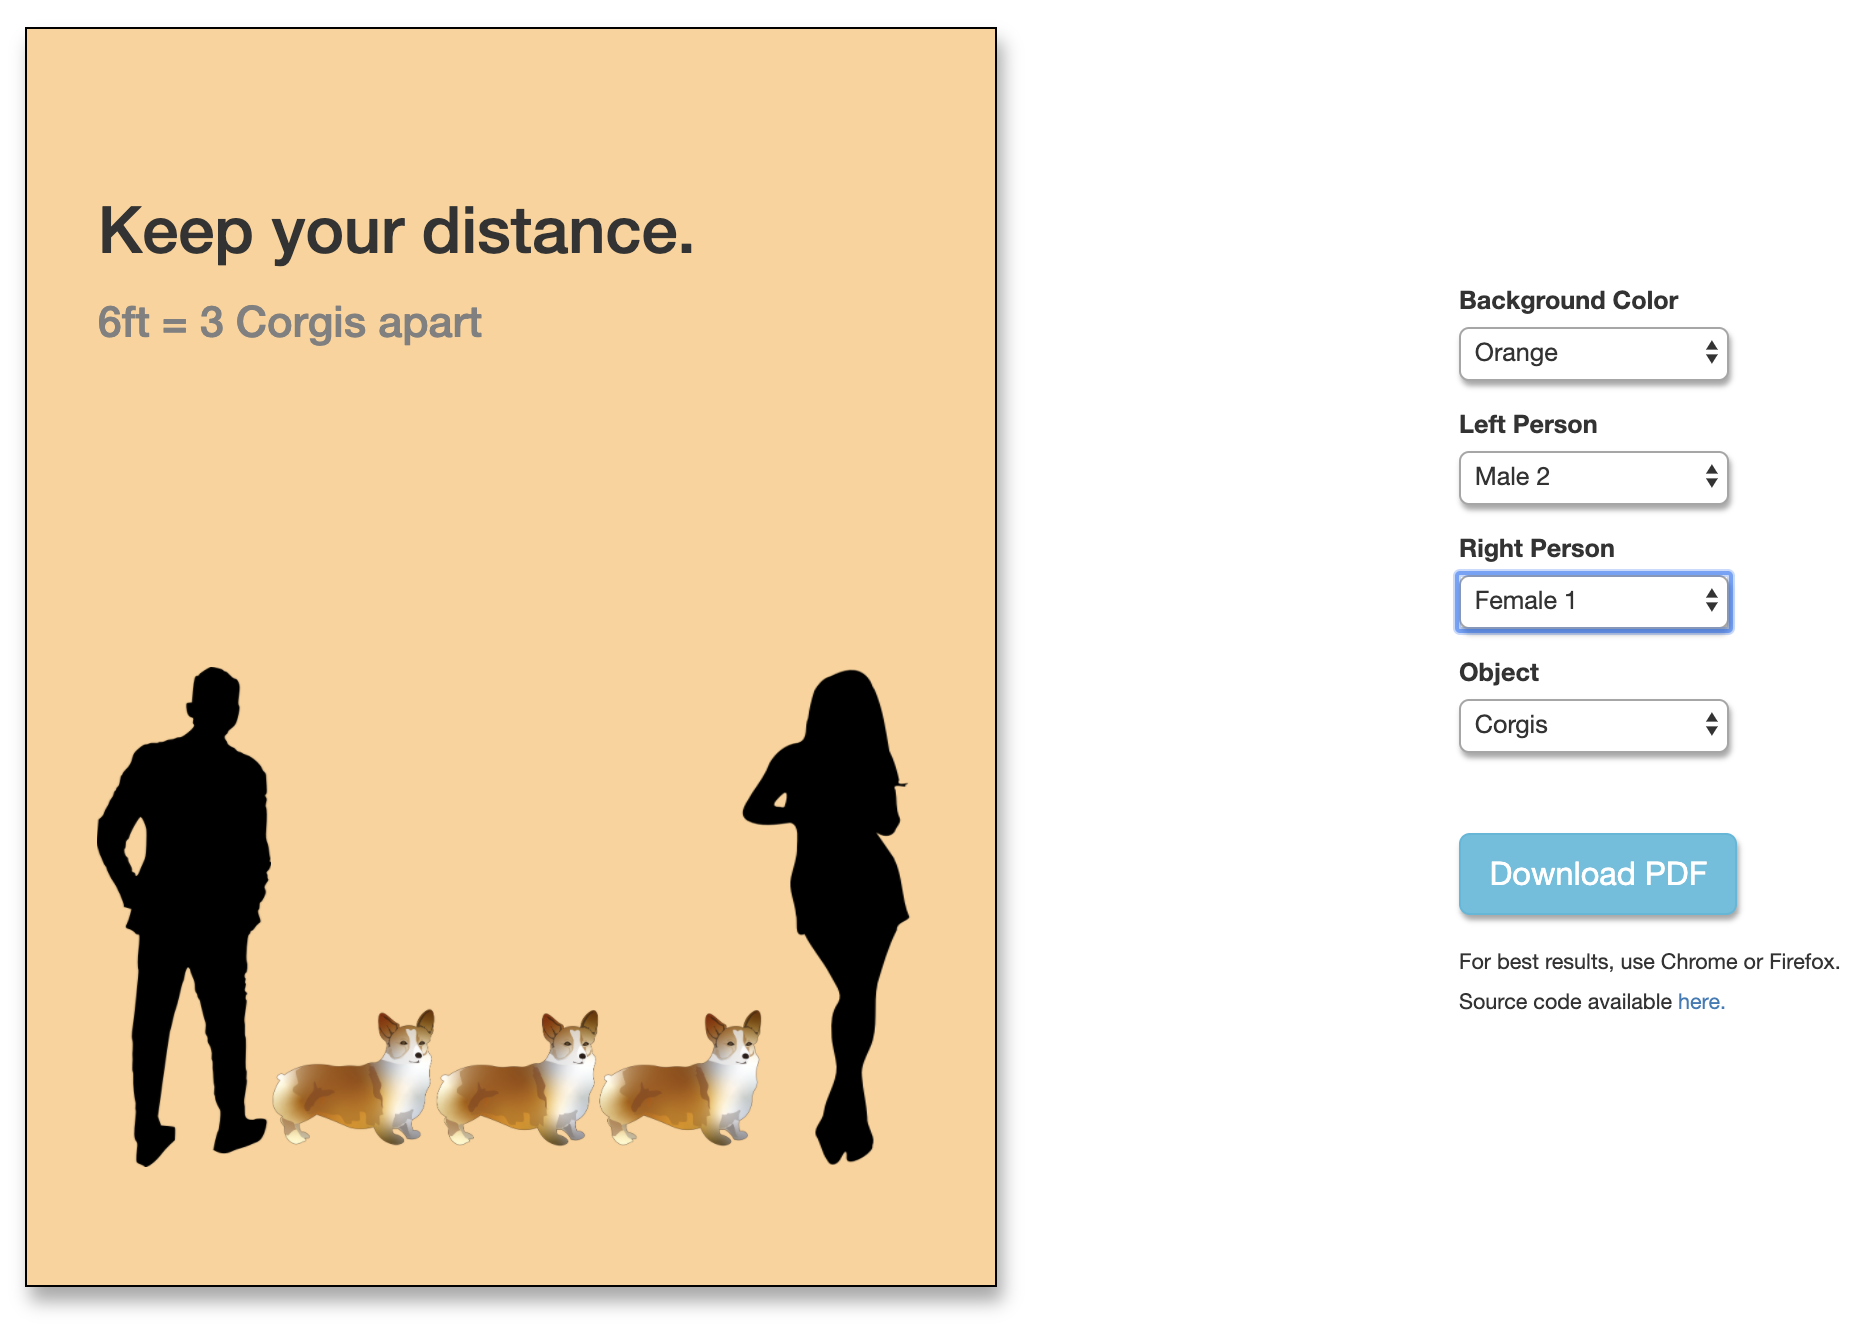 Keep your distance.
6ft = 3 Corgis apart
Background Color
Orange
Left Person
Male 2
Right Person
Female 1
Object
Corgis
Download PDF
For best results, use Chrome or Firefox.
Source code available here.